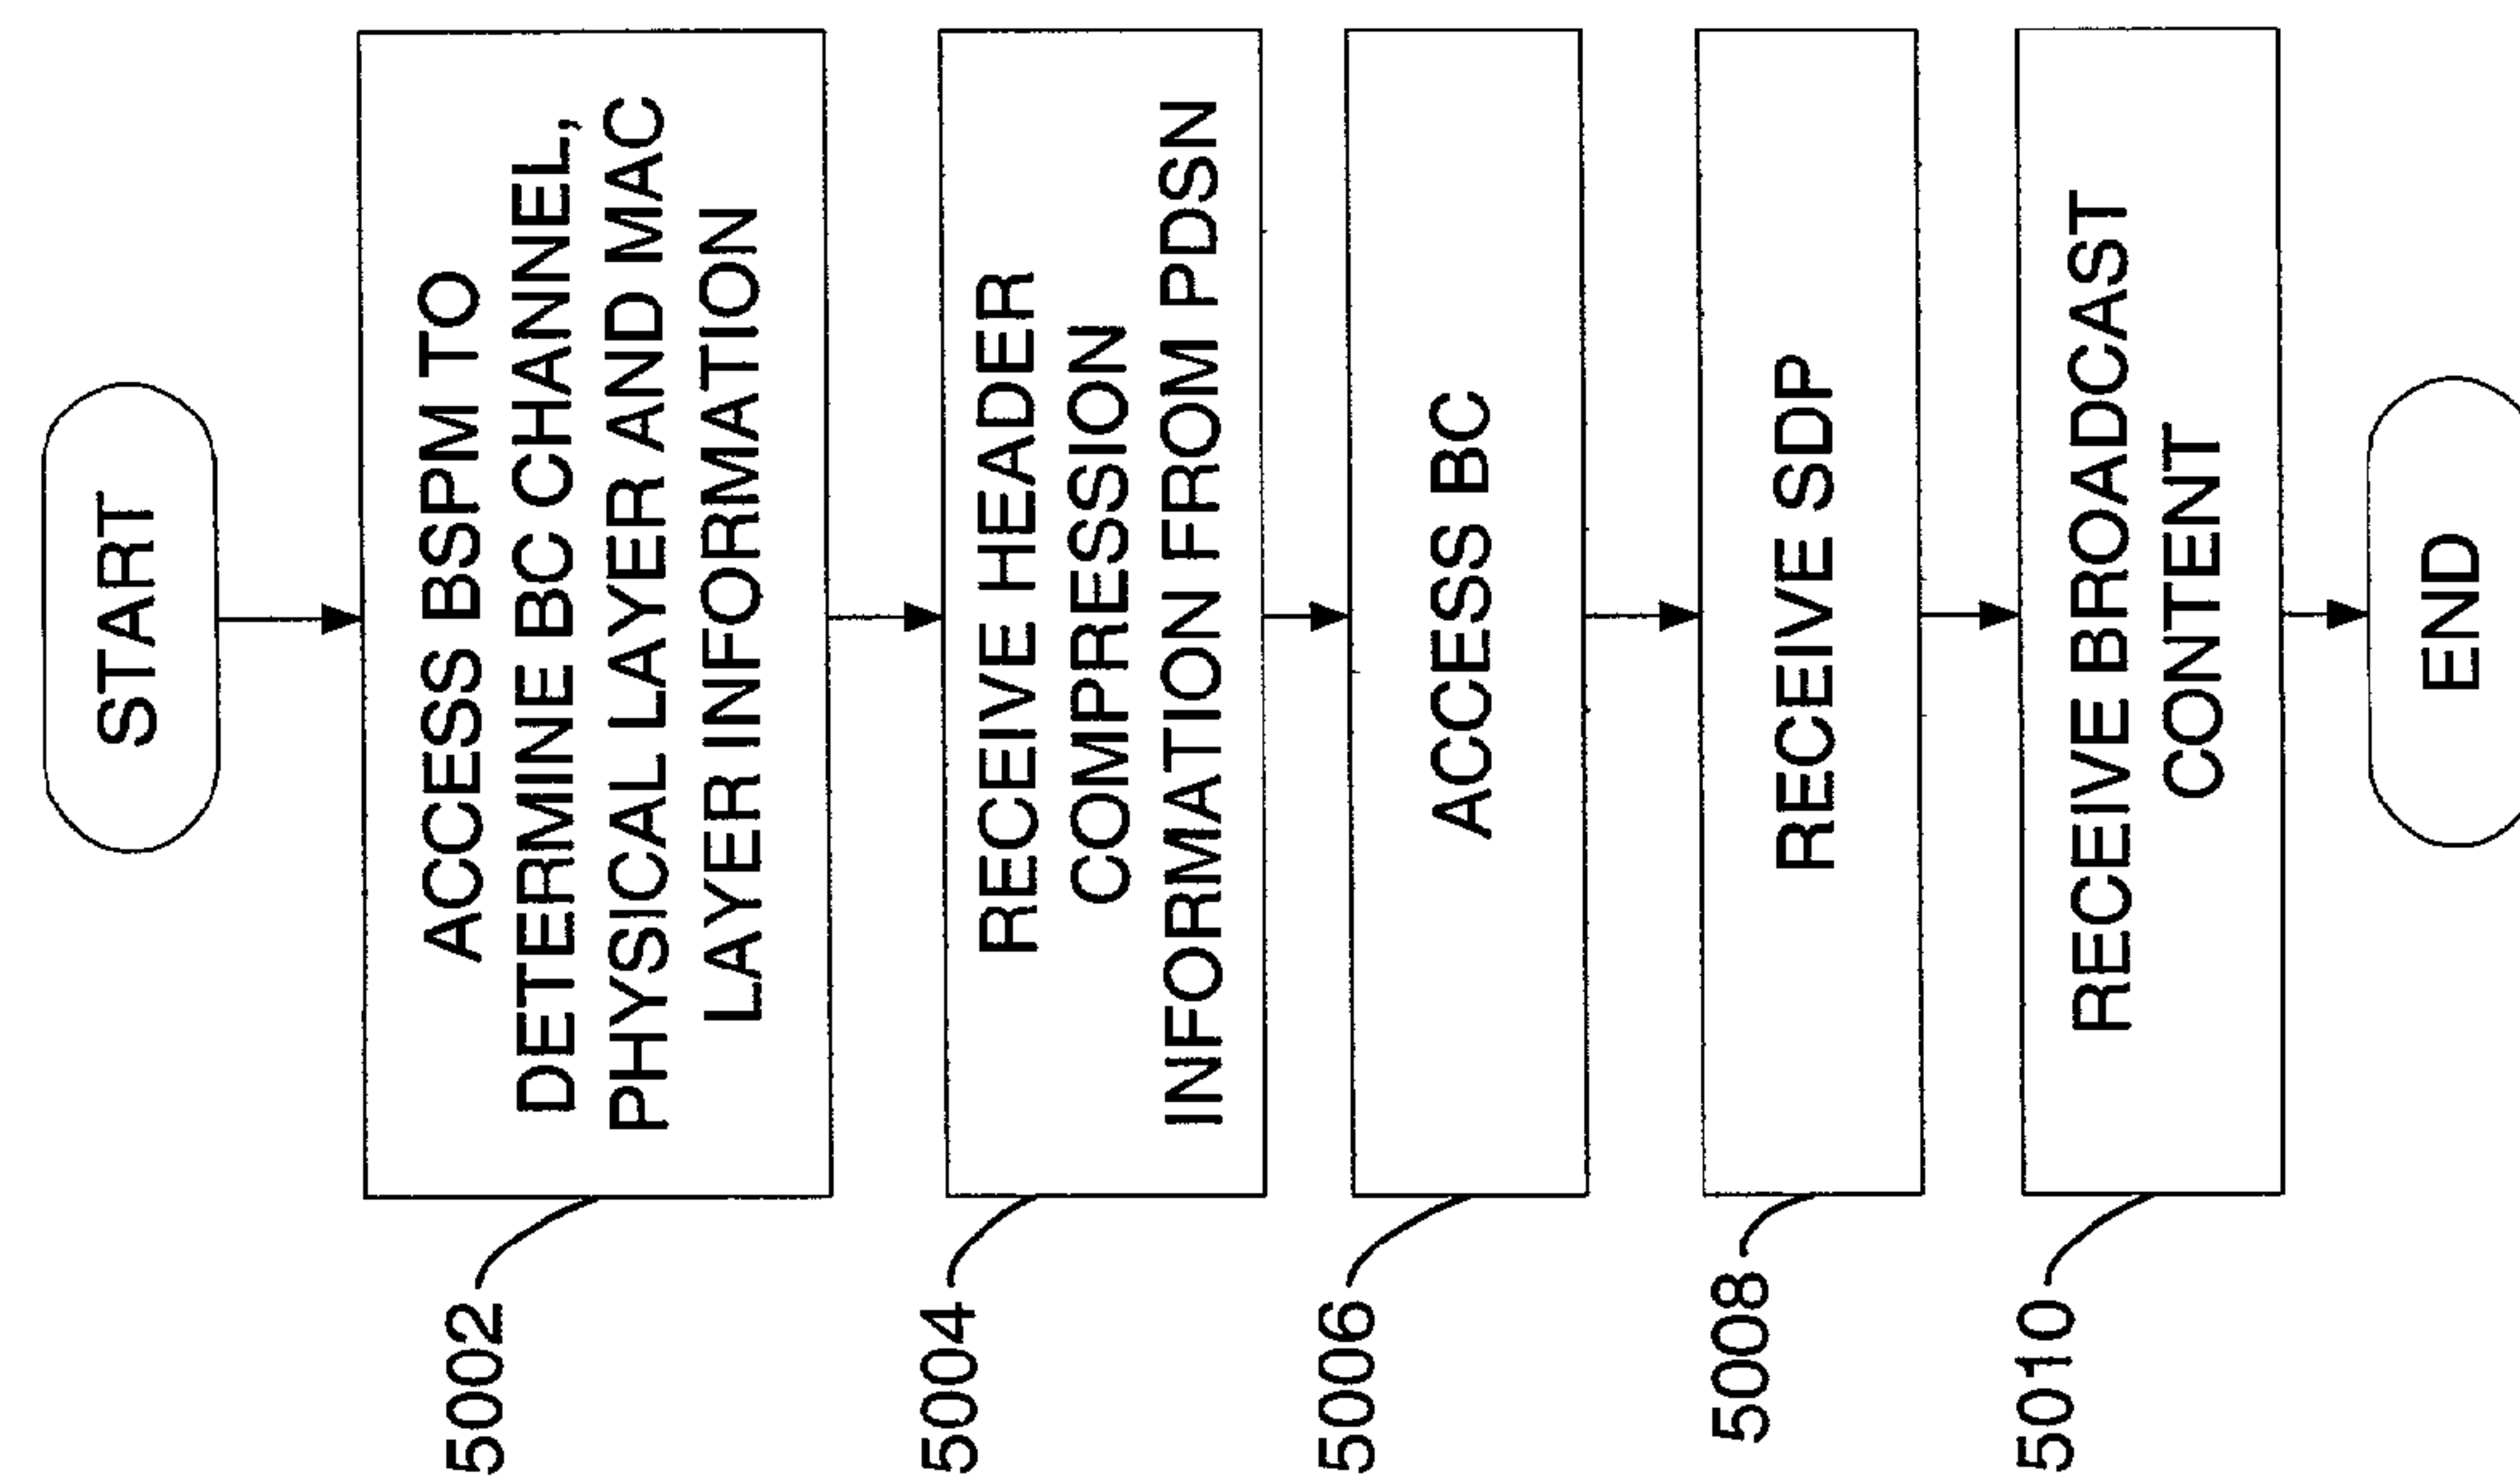 START
5002
ACCESS BSPM TO
DETERMINE BC CHANNEL,
PHYSICAL LAYER AND MAC
LAYER INFORMATION
5004
RECEIVE HEADER
COMPRESSION
INFORMATION FROM PDSN
5006
ACCESS BC
5008
RECEIVE SDP
5010
RECEIVE BROADCAST
CONTENT
END